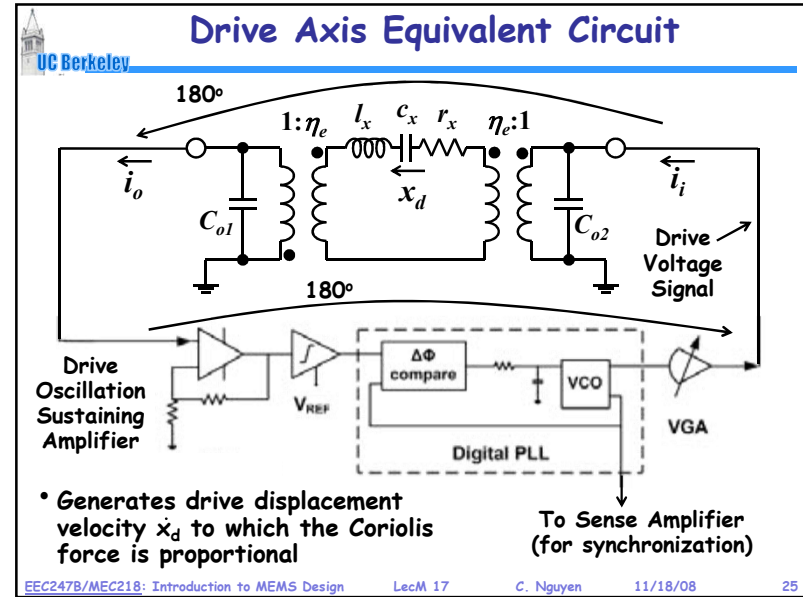 Drive Axis Equivalent Circuit
UC Berkeley
180°
1:ηe
lx
cx
rx
ηe:1
io
xd
ii
Co1
Co2
Drive
Voltage
Signal
180°
Drive
Oscillation
Sustaining
Amplifier
VREF
ΔΦ
compare
VCO
VGA
Digital PLL
• Generates drive displacement
velocity ẋd to which the Coriolis
force is proportional
To Sense Amplifier
(for synchronization)
EEC247B/MEC218: Introduction to MEMS Design LecM 17 C. Nguyen 11/18/08 25